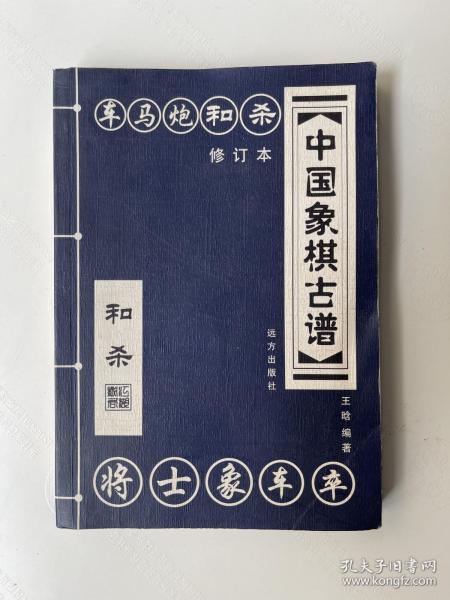 车马炮和杀
修订本
【中国象棋古谱】
和杀
远方出版社
王晗 编著
将士象车卒
孔夫子旧书网
www.kongfz.com